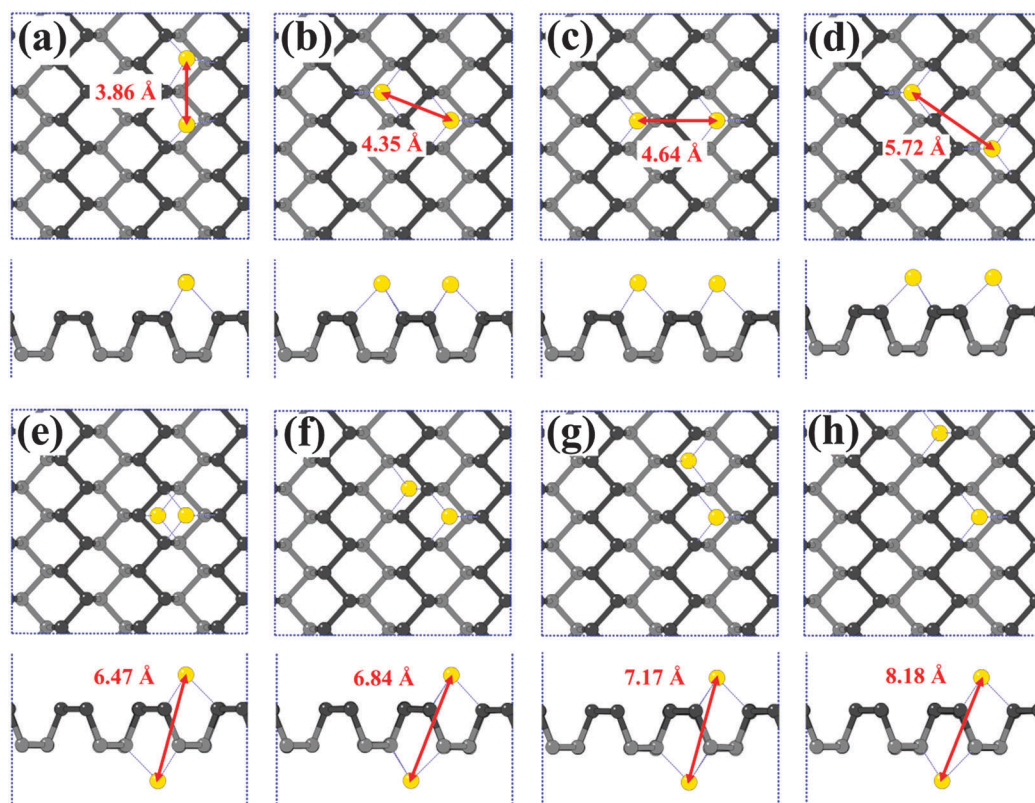 (a) (b) (c) (d)
3.86 Å
4.35 Å
4.64 Å
5.72 Å
(e) (f) (g) (h)
6.47 Å
6.84 Å
7.17 Å
8.18 Å